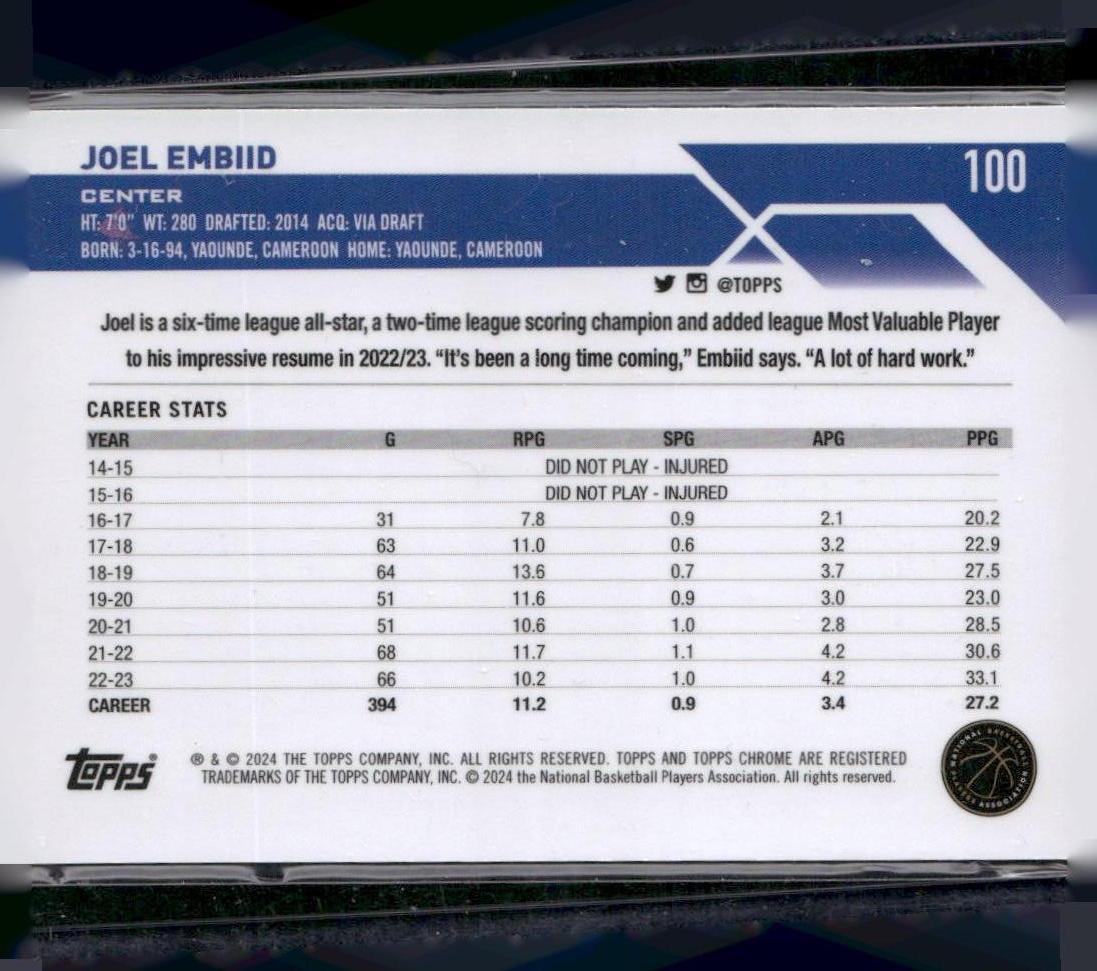 JOEL EMBIID
100
CENTER
HT: 7'0" WT: 280 DRAFTED: 2014 ACQ: VIA DRAFT
BORN: 3-16-94, YAOUNDE, CAMEROON HOME: YAOUNDE, CAMEROON
@TOPPS
Joel is a six-time league all-star, a two-time league scoring champion and added league Most Valuable Player
to his impressive resume in 2022/23. “It’s been a long time coming,” Embiid says. “A lot of hard work.”
CAREER STATS
YEAR G RPG SPG APG PPG
14-15 DID NOT PLAY - INJURED
15-16 DID NOT PLAY - INJURED
16-17 31 7.8 0.9 2.1 20.2
17-18 63 11.0 0.6 3.2 22.9
18-19 64 13.6 0.7 3.7 27.5
19-20 51 11.6 0.9 3.0 23.0
20-21 51 10.6 1.0 2.8 28.5
21-22 68 11.7 1.1 4.2 30.6
22-23 66 10.2 1.0 4.2 33.1
CAREER 394 11.2 0.9 3.4 27.2
topps®
® & © 2024 THE TOPPS COMPANY, INC. ALL RIGHTS RESERVED. TOPPS AND TOPPS CHROME ARE REGISTERED
TRADEMARKS OF THE TOPPS COMPANY, INC. © 2024 the National Basketball Players Association. All rights reserved.
NATIONAL BASKETBALL PLAYERS ASSOCIATION